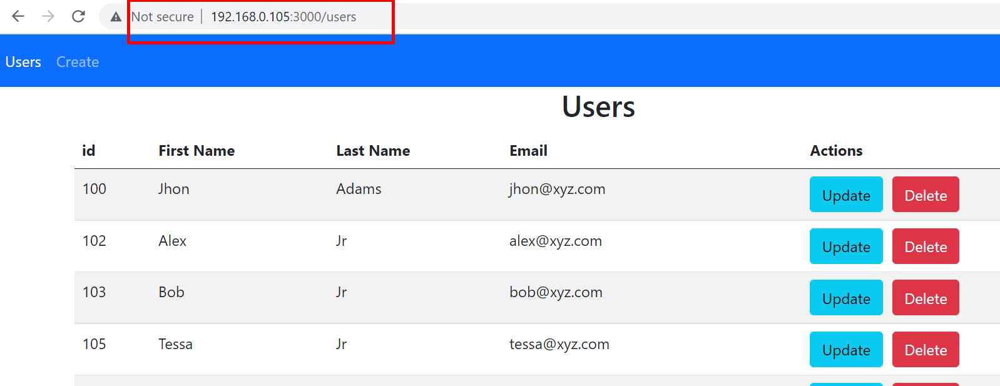 Not secure | 192.168.0.105:3000/users
Users Create
Users
id First Name Last Name Email Actions
100 Jhon Adams jhon@xyz.com Update Delete
102 Alex Jr alex@xyz.com Update Delete
103 Bob Jr bob@xyz.com Update Delete
105 Tessa Jr tessa@xyz.com Update Delete